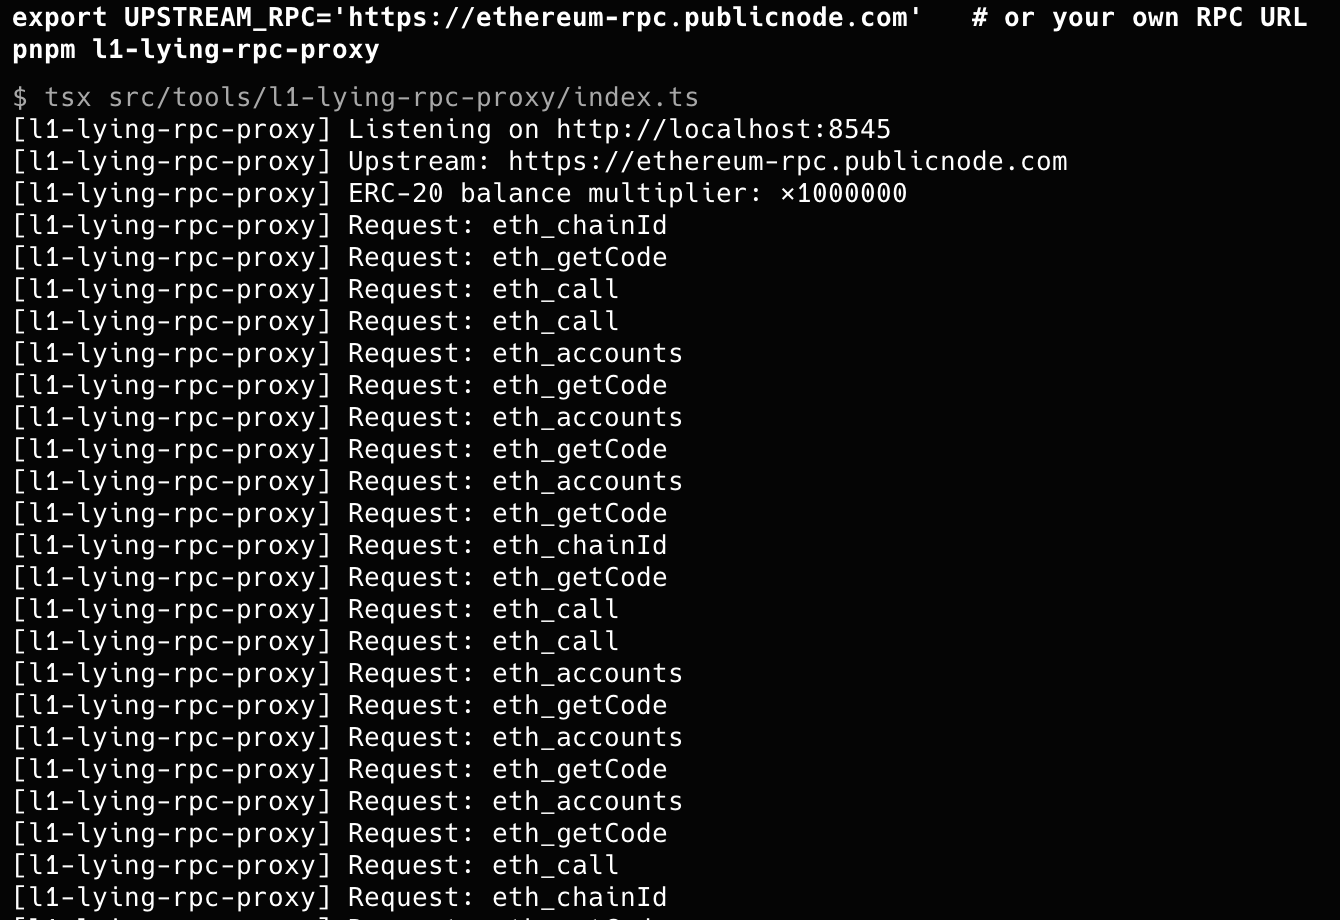 export UPSTREAM_RPC='https://ethereum-rpc.publicnode.com'   # or your own RPC URL
pnpm l1-lying-rpc-proxy
$ tsx src/tools/l1-lying-rpc-proxy/index.ts
[l1-lying-rpc-proxy] Listening on http://localhost:8545
[l1-lying-rpc-proxy] Upstream: https://ethereum-rpc.publicnode.com
[l1-lying-rpc-proxy] ERC-20 balance multiplier: ×1000000
[l1-lying-rpc-proxy] Request: eth_chainId
[l1-lying-rpc-proxy] Request: eth_getCode
[l1-lying-rpc-proxy] Request: eth_call
[l1-lying-rpc-proxy] Request: eth_call
[l1-lying-rpc-proxy] Request: eth_accounts
[l1-lying-rpc-proxy] Request: eth_getCode
[l1-lying-rpc-proxy] Request: eth_accounts
[l1-lying-rpc-proxy] Request: eth_getCode
[l1-lying-rpc-proxy] Request: eth_accounts
[l1-lying-rpc-proxy] Request: eth_getCode
[l1-lying-rpc-proxy] Request: eth_chainId
[l1-lying-rpc-proxy] Request: eth_getCode
[l1-lying-rpc-proxy] Request: eth_call
[l1-lying-rpc-proxy] Request: eth_call
[l1-lying-rpc-proxy] Request: eth_accounts
[l1-lying-rpc-proxy] Request: eth_getCode
[l1-lying-rpc-proxy] Request: eth_accounts
[l1-lying-rpc-proxy] Request: eth_getCode
[l1-lying-rpc-proxy] Request: eth_accounts
[l1-lying-rpc-proxy] Request: eth_getCode
[l1-lying-rpc-proxy] Request: eth_call
[l1-lying-rpc-proxy] Request: eth_chainId